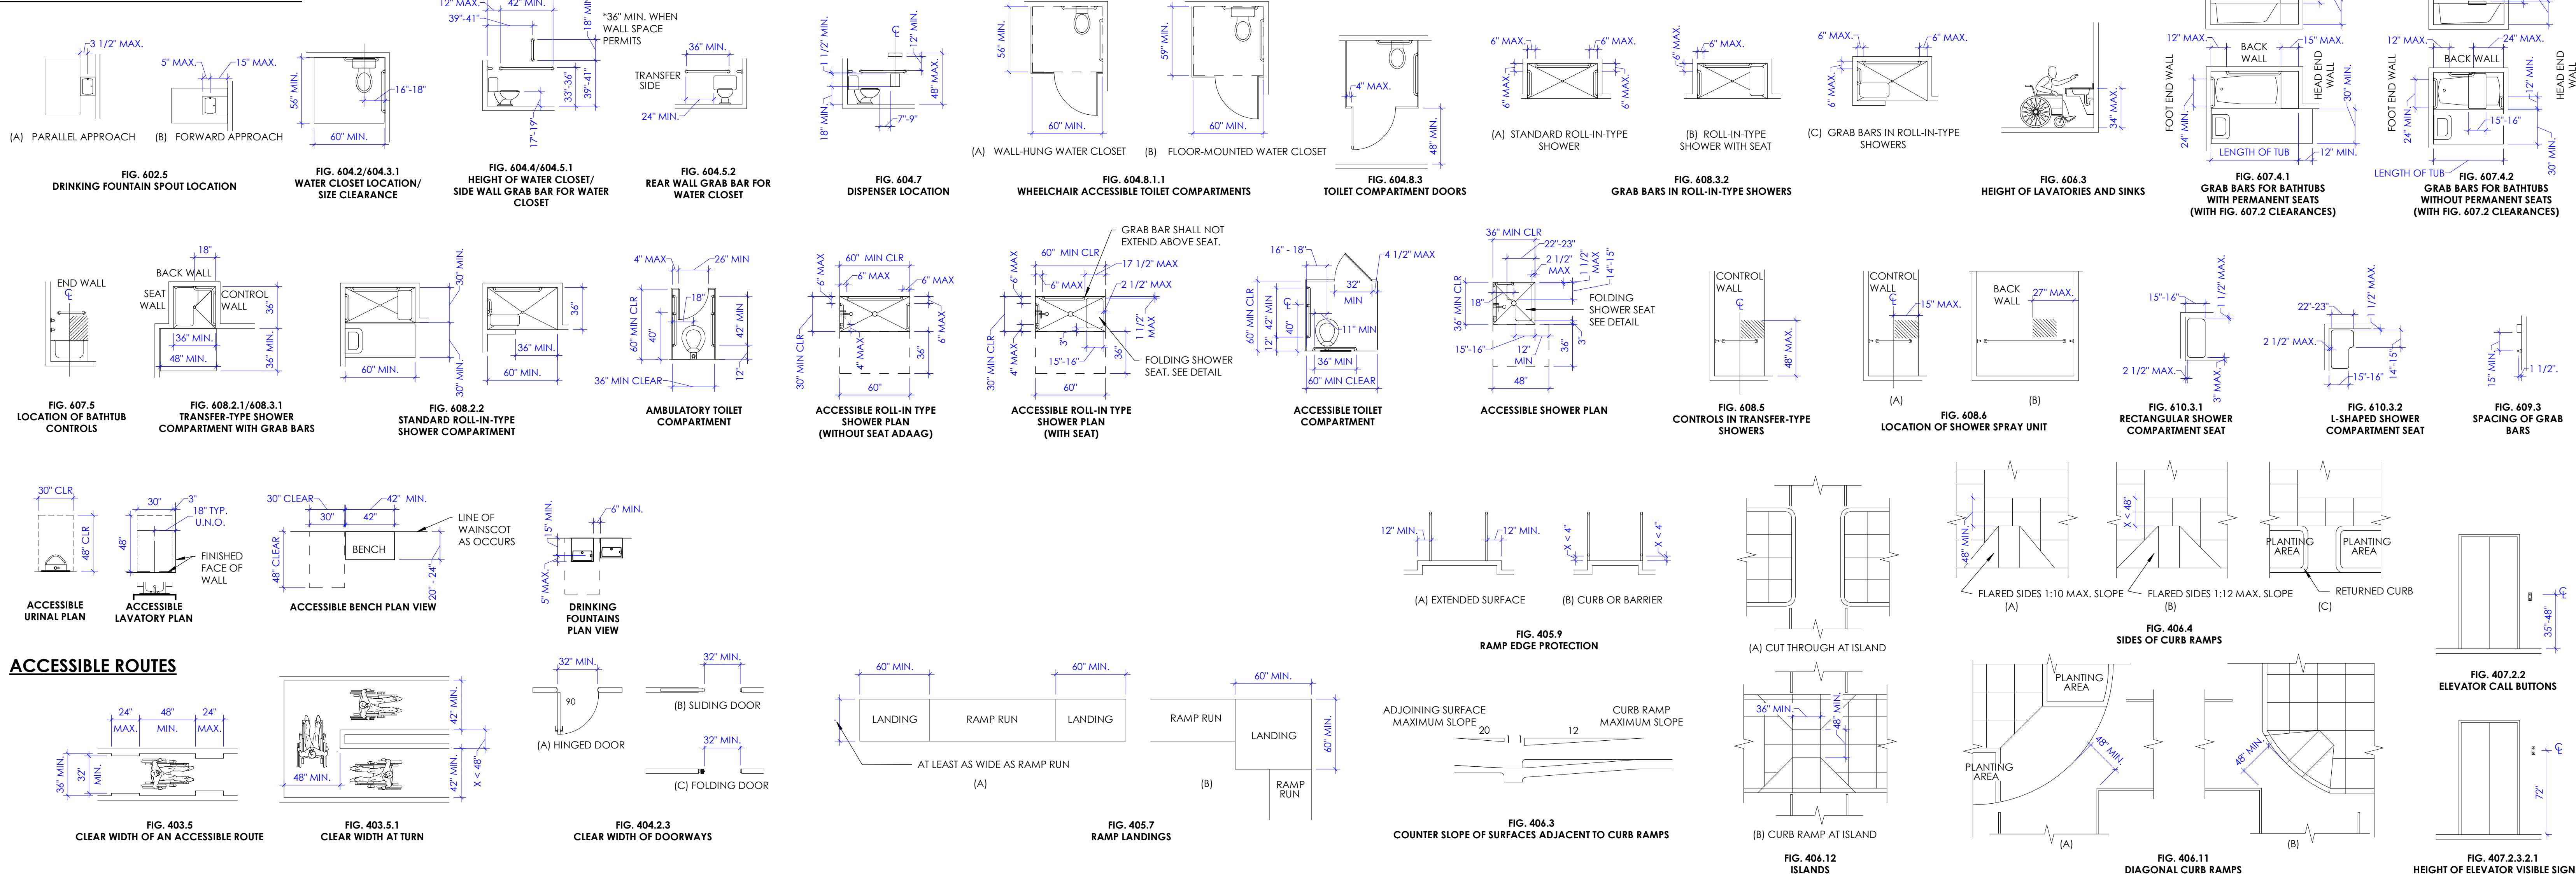 3 1/2" MAX.
5" MAX.
15" MAX.
(A) PARALLEL APPROACH
(B) FORWARD APPROACH
FIG. 602.5
DRINKING FOUNTAIN SPOUT LOCATION
56" MIN.
16"-18"
60" MIN.
FIG. 604.2/604.3.1
WATER CLOSET LOCATION/
SIZE CLEARANCE
12" MAX.
42" MIN.
39"-41"
18" MIN.
*36" MIN. WHEN
WALL SPACE
PERMITS
33"-36"
39"-41"
17"-19"
FIG. 604.4/604.5.1
HEIGHT OF WATER CLOSET/
SIDE WALL GRAB BAR FOR WATER
CLOSET
36" MIN.
TRANSFER
SIDE
24" MIN.
FIG. 604.5.2
REAR WALL GRAB BAR FOR
WATER CLOSET
1 1/2" MIN.
12" MIN.
48" MAX.
18" MIN.
7"-9"
FIG. 604.7
DISPENSER LOCATION
56" MIN.
60" MIN.
59" MIN.
60" MIN.
(A) WALL-HUNG WATER CLOSET
(B) FLOOR-MOUNTED WATER CLOSET
FIG. 604.8.1.1
WHEELCHAIR ACCESSIBLE TOILET COMPARTMENTS
4" MAX.
48" MIN.
FIG. 604.8.3
TOILET COMPARTMENT DOORS
6" MAX.
6" MAX.
6" MAX.
6" MAX.
(A) STANDARD ROLL-IN-TYPE
SHOWER
6" MAX.
6" MAX.
(B) ROLL-IN-TYPE
SHOWER WITH SEAT
6" MAX.
6" MAX.
6" MAX.
(C) GRAB BARS IN ROLL-IN-TYPE
SHOWERS
FIG. 608.3.2
GRAB BARS IN ROLL-IN-TYPE SHOWERS
34" MAX.
FIG. 606.3
HEIGHT OF LAVATORIES AND SINKS
12" MAX.
BACK
WALL
15" MAX.
FOOT END WALL
HEAD END
WALL
30" MIN.
24" MIN.
LENGTH OF TUB
12" MIN.
FIG. 607.4.1
GRAB BARS FOR BATHTUBS
WITH PERMANENT SEATS
(WITH FIG. 607.2 CLEARANCES)
12" MAX.
24" MAX.
BACK WALL
FOOT END WALL
HEAD END
WALL
12" MIN.
24" MIN.
15"-16"
30" MIN.
LENGTH OF TUB
FIG. 607.4.2
GRAB BARS FOR BATHTUBS
WITHOUT PERMANENT SEATS
(WITH FIG. 607.2 CLEARANCES)
END WALL
FIG. 607.5
LOCATION OF BATHTUB
CONTROLS
18"
BACK WALL
SEAT
WALL
CONTROL
WALL
36"
36" MIN.
48" MIN.
36" MIN.
FIG. 608.2.1/608.3.1
TRANSFER-TYPE SHOWER
COMPARTMENT WITH GRAB BARS
30" MIN.
60" MIN.
30" MIN.
36"
36" MIN.
60" MIN.
FIG. 608.2.2
STANDARD ROLL-IN-TYPE
SHOWER COMPARTMENT
4" MAX
26" MIN
18"
60" MIN CLR
40"
42" MIN
12"
36" MIN CLEAR
AMBULATORY TOILET
COMPARTMENT
60" MIN CLR
6" MAX
6" MAX
6" MAX
30" MIN CLR
4" MAX
36"
6" MAX
60"
ACCESSIBLE ROLL-IN TYPE
SHOWER PLAN
(WITHOUT SEAT ADAAG)
GRAB BAR SHALL NOT
EXTEND ABOVE SEAT.
60" MIN CLR
17 1/2" MAX
6" MAX
6" MAX
2 1/2" MAX
1 1/2"
MAX
30" MIN CLR
4" MAX
3"
15"-16"
36"
FOLDING SHOWER
SEAT. SEE DETAIL
60"
ACCESSIBLE ROLL-IN TYPE
SHOWER PLAN
(WITH SEAT)
16" - 18"
4 1/2" MAX
32"
MIN
60" MIN CLR
42" MIN
40"
12"
11" MIN
36" MIN
60" MIN CLEAR
ACCESSIBLE TOILET
COMPARTMENT
36" MIN CLR
22"-23"
2 1/2"
MAX
1 1/2"
MAX
14"-15"
18"
36" MIN CLR
FOLDING
SHOWER SEAT
SEE DETAIL
15"-16"
12"
MIN
36"
3"
48"
ACCESSIBLE SHOWER PLAN
CONTROL
WALL
48" MAX.
FIG. 608.5
CONTROLS IN TRANSFER-TYPE
SHOWERS
CONTROL
WALL
15" MAX.
(A)
BACK
WALL
27" MAX.
(B)
FIG. 608.6
LOCATION OF SHOWER SPRAY UNIT
15"-16"
1 1/2" MAX.
2 1/2" MAX.
3" MAX.
FIG. 610.3.1
RECTANGULAR SHOWER
COMPARTMENT SEAT
22"-23"
1 1/2" MAX.
2 1/2" MAX.
14"-15"
15"-16"
FIG. 610.3.2
L-SHAPED SHOWER
COMPARTMENT SEAT
15" MIN.
1 1/2".
FIG. 609.3
SPACING OF GRAB
BARS
30" CLR
48" CLR
ACCESSIBLE
URINAL PLAN
30"
3"
18" TYP.
U.N.O.
48"
FINISHED
FACE OF
WALL
ACCESSIBLE
LAVATORY PLAN
30" CLEAR
42" MIN.
30"
42"
LINE OF
WAINSCOT
AS OCCURS
BENCH
48" CLEAR
20" - 24"
ACCESSIBLE BENCH PLAN VIEW
6" MIN.
15" MIN.
5" MAX.
DRINKING
FOUNTAINS
PLAN VIEW
12" MIN.
12" MIN.
(A) EXTENDED SURFACE
X < 4"
X < 4"
(B) CURB OR BARRIER
FIG. 405.9
RAMP EDGE PROTECTION
(A) CUT THROUGH AT ISLAND
48" MIN.
FLARED SIDES 1:10 MAX. SLOPE
(A)
X < 48"
FLARED SIDES 1:12 MAX. SLOPE
(B)
PLANTING
AREA
PLANTING
AREA
RETURNED CURB
(C)
FIG. 406.4
SIDES OF CURB RAMPS
35"-48"
FIG. 407.2.2
ELEVATOR CALL BUTTONS
ACCESSIBLE ROUTES
24"
MAX.
48"
MIN.
24"
MAX.
36" MIN.
32"
MIN.
FIG. 403.5
CLEAR WIDTH OF AN ACCESSIBLE ROUTE
42" MIN.
48" MIN.
42" MIN.
X < 48"
FIG. 403.5.1
CLEAR WIDTH AT TURN
32" MIN.
90
(A) HINGED DOOR
32" MIN.
(B) SLIDING DOOR
32" MIN.
(C) FOLDING DOOR
FIG. 404.2.3
CLEAR WIDTH OF DOORWAYS
60" MIN.
60" MIN.
LANDING
RAMP RUN
LANDING
AT LEAST AS WIDE AS RAMP RUN
(A)
60" MIN.
RAMP RUN
LANDING
60" MIN.
RAMP
RUN
(B)
FIG. 405.7
RAMP LANDINGS
ADJOINING SURFACE
MAXIMUM SLOPE
CURB RAMP
MAXIMUM SLOPE
20
1
1
12
FIG. 406.3
COUNTER SLOPE OF SURFACES ADJACENT TO CURB RAMPS
36" MIN.
48" MIN.
(B) CURB RAMP AT ISLAND
FIG. 406.12
ISLANDS
PLANTING
AREA
PLANTING
AREA
48" MIN.
(A)
48" MIN.
(B)
FIG. 406.11
DIAGONAL CURB RAMPS
72"
FIG. 407.2.3.2.1
HEIGHT OF ELEVATOR VISIBLE SIGN